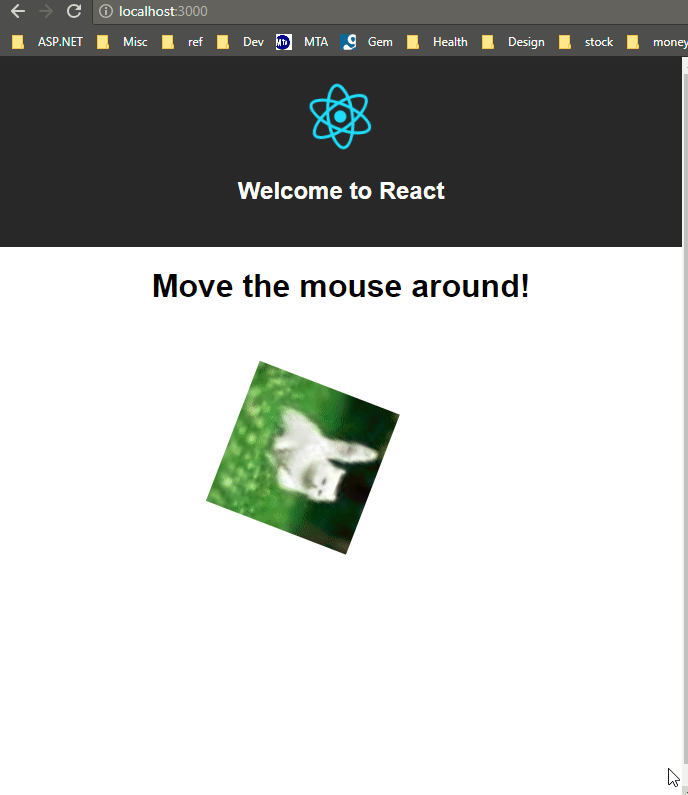 localhost:3000
ASP.NET Misc ref Dev MTA Gem Health Design stock money
Welcome to React
Move the mouse around!